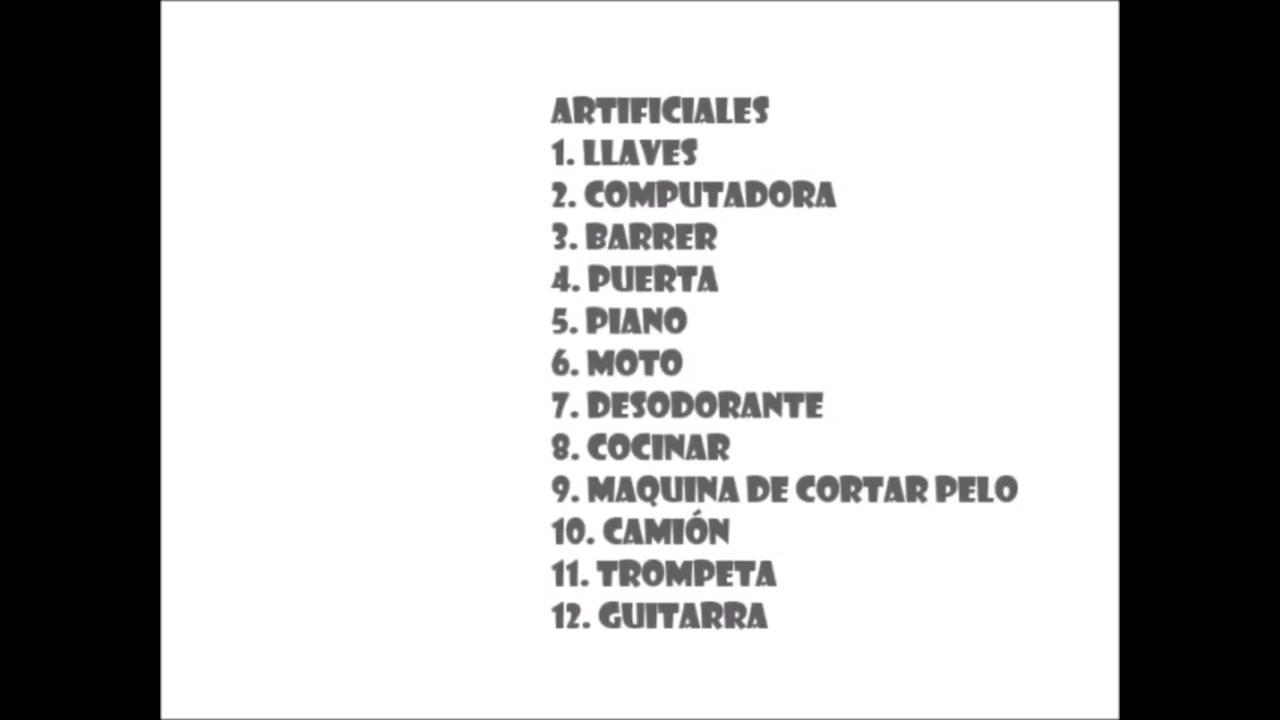 ARTIFICIALES
1. LLAVES
2. COMPUTADORA
3. BARRER
4. PUERTA
5. PIANO
6. MOTO
7. DESODORANTE
8. COCINAR
9. MAQUINA DE CORTAR PELO
10. CAMIÓN
11. TROMPETA
12. GUITARRA